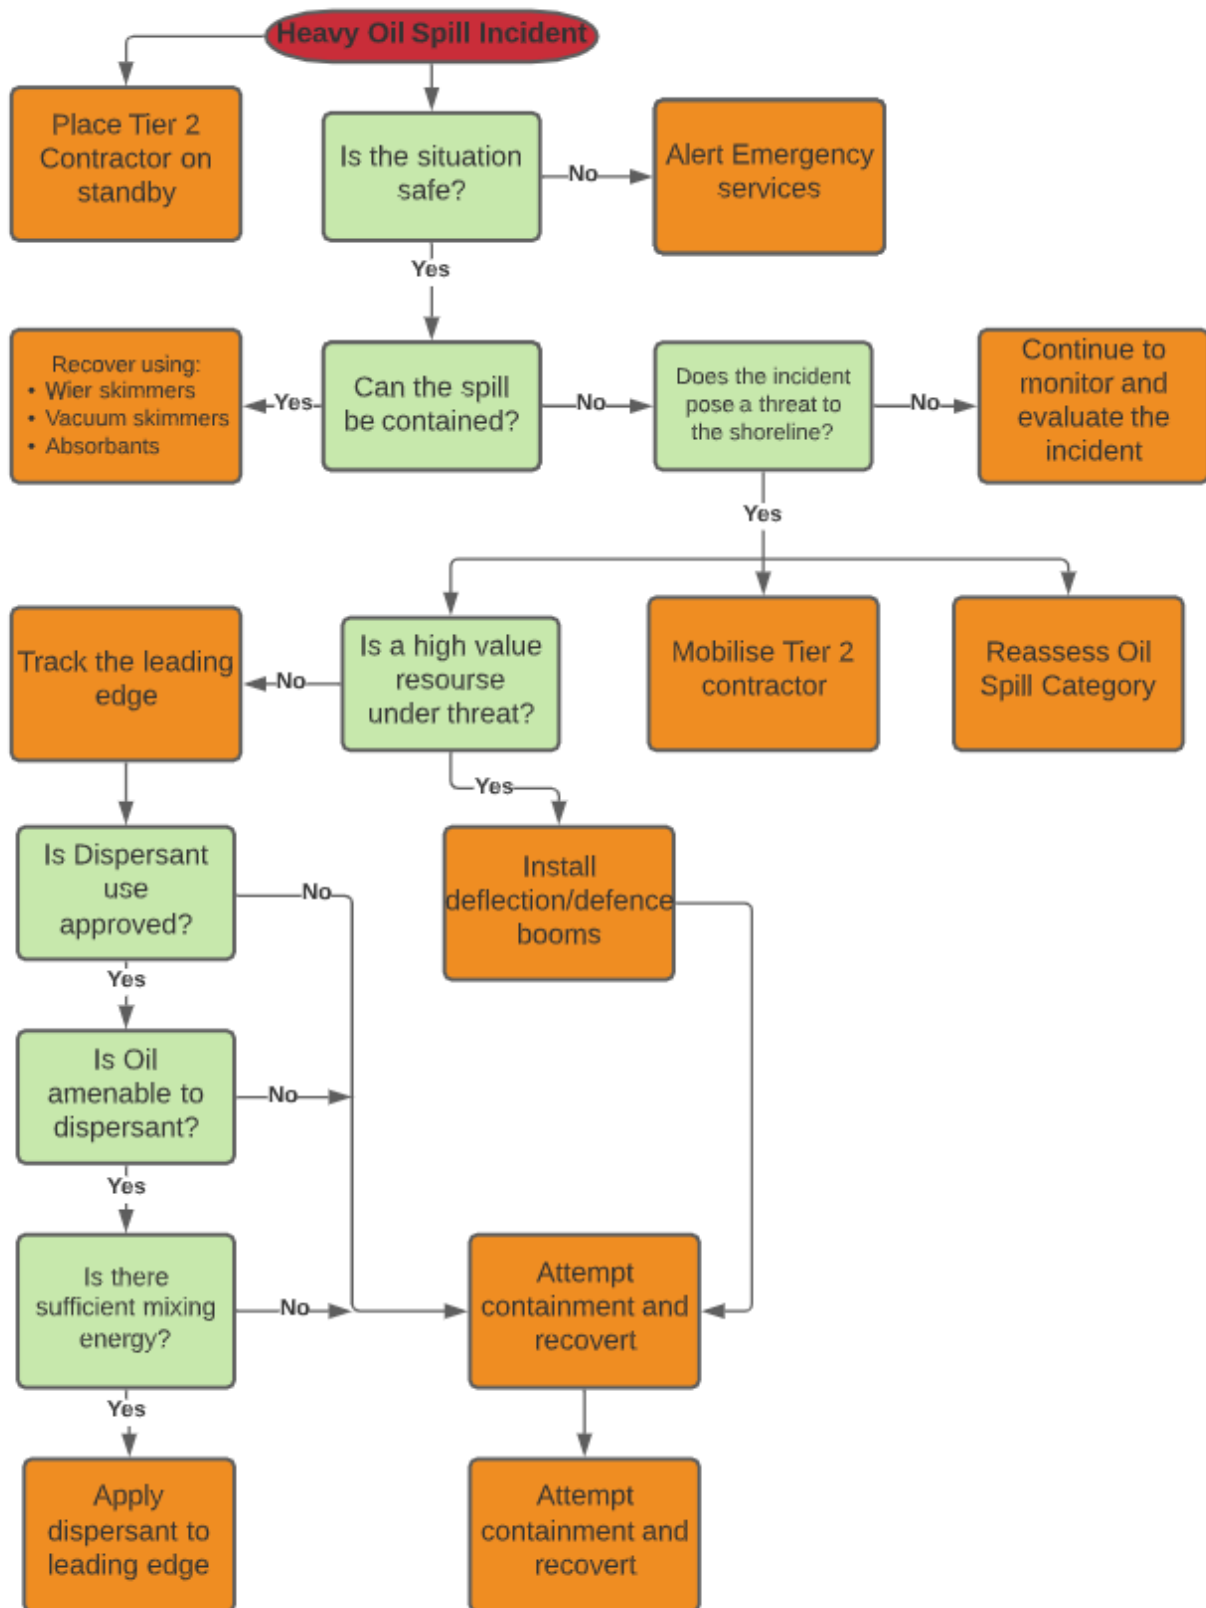 Heavy Oil Spill Incident
Place Tier 2
Contractor on
standby
Is the situation
safe?
No
Alert Emergency
services
Yes
Recover using:
• Wier skimmers
• Vacuum skimmers
• Absorbants
Yes
Can the spill
be contained?
No
Does the incident
pose a threat to
the shoreline?
No
Continue to
monitor and
evaluate the
incident
Yes
Track the leading
edge
No
Is a high value
resourse
under threat?
Mobilise Tier 2
contractor
Reassess Oil
Spill Category
Yes
Is Dispersant
use
approved?
No
Install
deflection/defence
booms
Yes
Is Oil
amenable to
dispersant?
No
Yes
Is there
sufficient mixing
energy?
No
Attempt
containment and
recovert
Yes
Apply
dispersant to
leading edge
Attempt
containment and
recovert